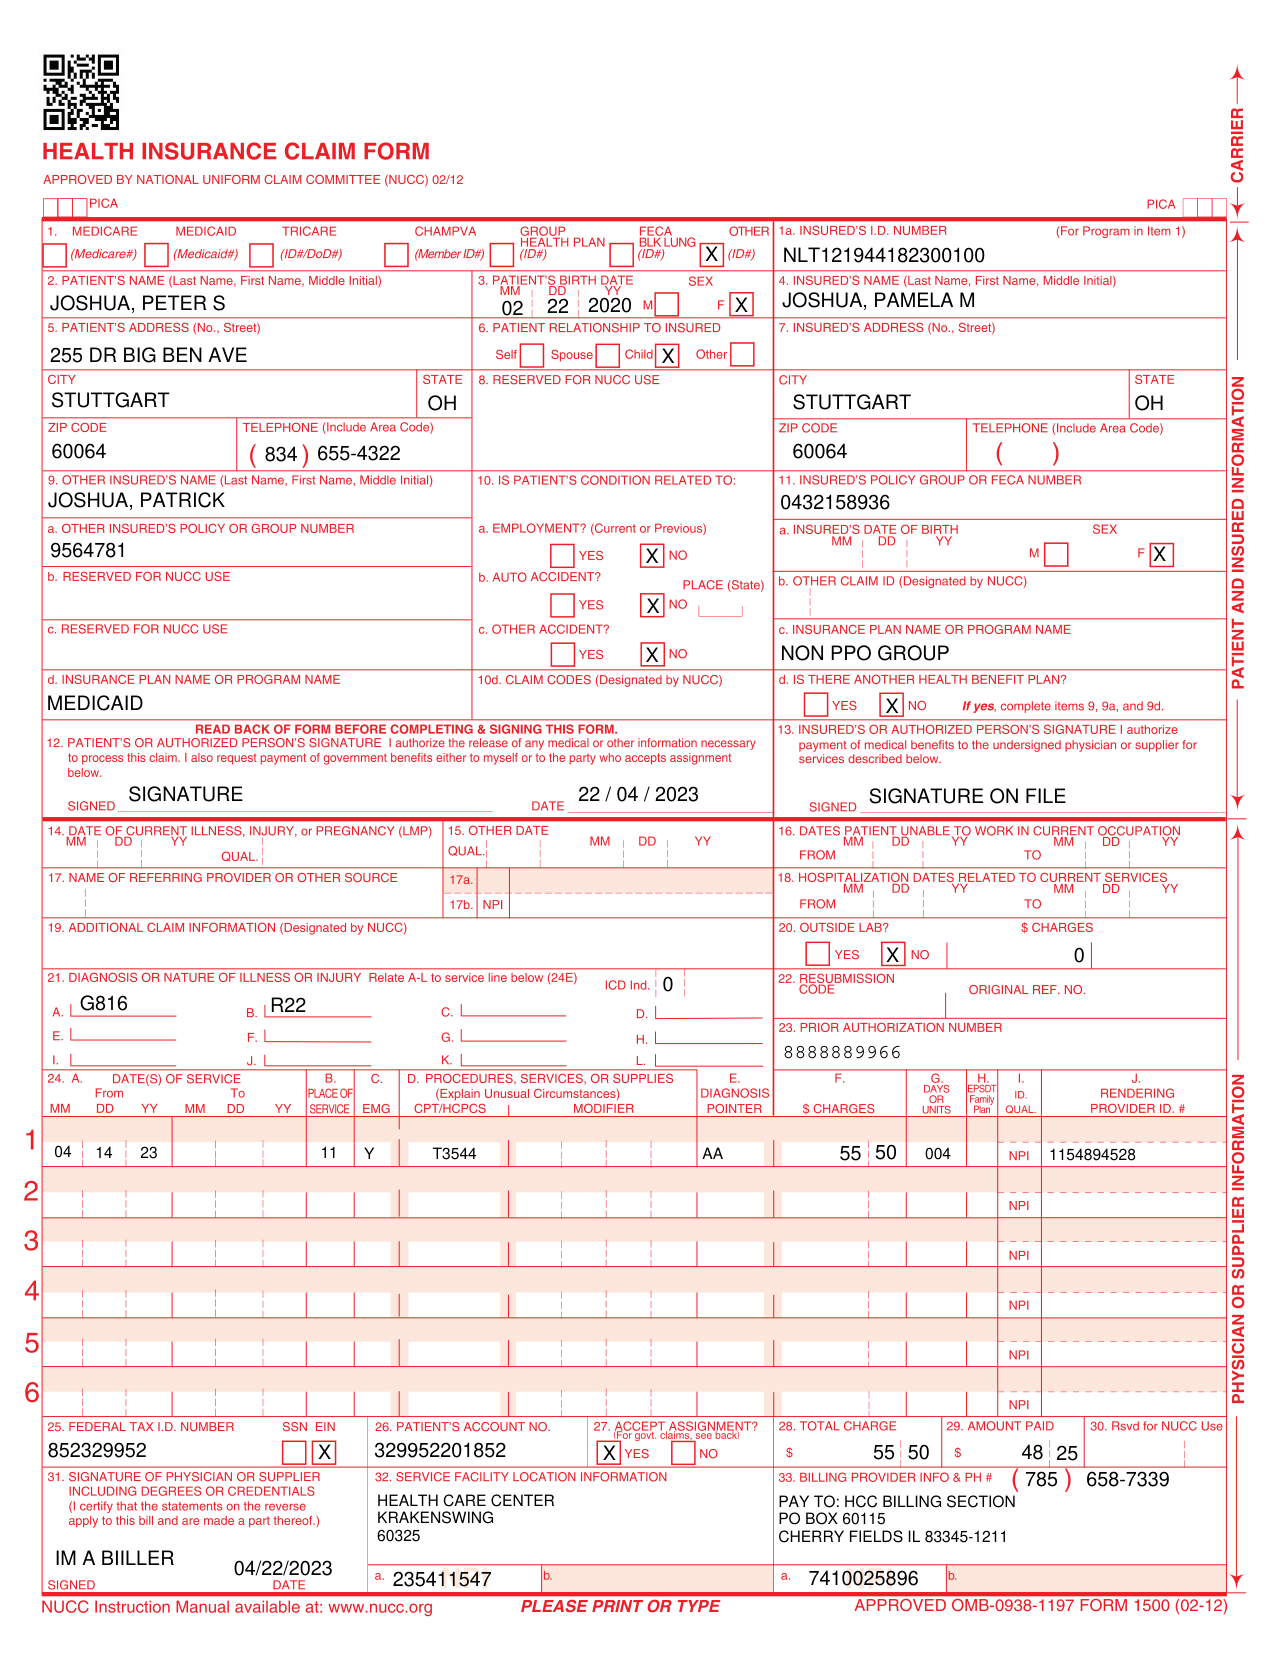 HEALTH INSURANCE CLAIM FORM
APPROVED BY NATIONAL UNIFORM CLAIM COMMITTEE (NUCC) 02/12
PICA
PICA
CARRIER
1. MEDICARE MEDICAID TRICARE CHAMPVA GROUP HEALTH PLAN FECA BLK LUNG OTHER
(Medicare#) (Medicaid#) (ID#/DoD#) (Member ID#) (ID#) (ID#) X (ID#)
1a. INSURED'S I.D. NUMBER (For Program in Item 1)
NLT121944182300100
2. PATIENT'S NAME (Last Name, First Name, Middle Initial)
JOSHUA, PETER S
3. PATIENT'S BIRTH DATE SEX
MM DD YY
02 22 2020 M F X
4. INSURED'S NAME (Last Name, First Name, Middle Initial)
JOSHUA, PAMELA M
5. PATIENT'S ADDRESS (No., Street)
255 DR BIG BEN AVE
6. PATIENT RELATIONSHIP TO INSURED
Self Spouse Child X Other
7. INSURED'S ADDRESS (No., Street)
CITY STATE
STUTTGART OH
8. RESERVED FOR NUCC USE
CITY STATE
STUTTGART OH
ZIP CODE TELEPHONE (Include Area Code)
60064 (834) 655-4322
ZIP CODE TELEPHONE (Include Area Code)
60064 ( )
9. OTHER INSURED'S NAME (Last Name, First Name, Middle Initial)
JOSHUA, PATRICK
10. IS PATIENT'S CONDITION RELATED TO:
11. INSURED'S POLICY GROUP OR FECA NUMBER
0432158936
a. OTHER INSURED'S POLICY OR GROUP NUMBER
9564781
a. EMPLOYMENT? (Current or Previous)
YES X NO
a. INSURED'S DATE OF BIRTH SEX
MM DD YY M F X
b. RESERVED FOR NUCC USE
b. AUTO ACCIDENT? PLACE (State)
YES X NO
b. OTHER CLAIM ID (Designated by NUCC)
c. RESERVED FOR NUCC USE
c. OTHER ACCIDENT?
YES X NO
c. INSURANCE PLAN NAME OR PROGRAM NAME
NON PPO GROUP
d. INSURANCE PLAN NAME OR PROGRAM NAME
MEDICAID
10d. CLAIM CODES (Designated by NUCC)
d. IS THERE ANOTHER HEALTH BENEFIT PLAN?
YES X NO If yes, complete items 9, 9a, and 9d.
PATIENT AND INSURED INFORMATION
READ BACK OF FORM BEFORE COMPLETING & SIGNING THIS FORM.
12. PATIENT'S OR AUTHORIZED PERSON'S SIGNATURE I authorize the release of any medical or other information necessary
to process this claim. I also request payment of government benefits either to myself or to the party who accepts assignment
below.
SIGNED SIGNATURE DATE 22 / 04 / 2023
13. INSURED'S OR AUTHORIZED PERSON'S SIGNATURE I authorize
payment of medical benefits to the undersigned physician or supplier for
services described below.
SIGNED SIGNATURE ON FILE
14. DATE OF CURRENT ILLNESS, INJURY, or PREGNANCY (LMP)
MM DD YY QUAL.
15. OTHER DATE
QUAL. MM DD YY
16. DATES PATIENT UNABLE TO WORK IN CURRENT OCCUPATION
MM DD YY MM DD YY
FROM TO
17. NAME OF REFERRING PROVIDER OR OTHER SOURCE
17a.
17b. NPI
18. HOSPITALIZATION DATES RELATED TO CURRENT SERVICES
MM DD YY MM DD YY
FROM TO
19. ADDITIONAL CLAIM INFORMATION (Designated by NUCC)
20. OUTSIDE LAB? $ CHARGES
YES X NO 0
21. DIAGNOSIS OR NATURE OF ILLNESS OR INJURY Relate A-L to service line below (24E) ICD Ind. 0
A. G816 B. R22 C. D.
E. F. G. H.
I. J. K. L.
22. RESUBMISSION CODE ORIGINAL REF. NO.
23. PRIOR AUTHORIZATION NUMBER
8888889966
24. A. DATE(S) OF SERVICE B. C. D. PROCEDURES, SERVICES, OR SUPPLIES E. F. G. H. I. J.
From To PLACE OF (Explain Unusual Circumstances) DIAGNOSIS DAYS OR UNITS EPSDT Family Plan ID. RENDERING
MM DD YY MM DD YY SERVICE EMG CPT/HCPCS MODIFIER POINTER $ CHARGES QUAL. PROVIDER ID. #
1 04 14 23 11 Y T3544 AA 55 50 004 NPI 1154894528
2 NPI
3 NPI
4 NPI
5 NPI
6 NPI
PHYSICIAN OR SUPPLIER INFORMATION
25. FEDERAL TAX I.D. NUMBER SSN EIN
852329952 X
26. PATIENT'S ACCOUNT NO.
329952201852
27. ACCEPT ASSIGNMENT?
(For govt. claims, see back)
X YES NO
28. TOTAL CHARGE
$ 55 50
29. AMOUNT PAID
$ 48 25
30. Rsvd for NUCC Use
31. SIGNATURE OF PHYSICIAN OR SUPPLIER
INCLUDING DEGREES OR CREDENTIALS
(I certify that the statements on the reverse
apply to this bill and are made a part thereof.)
IM A BIILLER 04/22/2023
SIGNED DATE
32. SERVICE FACILITY LOCATION INFORMATION
HEALTH CARE CENTER
KRAKENSWING
60325
a. 235411547 b.
33. BILLING PROVIDER INFO & PH # (785) 658-7339
PAY TO: HCC BILLING SECTION
PO BOX 60115
CHERRY FIELDS IL 83345-1211
a. 7410025896 b.
NUCC Instruction Manual available at: www.nucc.org
PLEASE PRINT OR TYPE
APPROVED OMB-0938-1197 FORM 1500 (02-12)